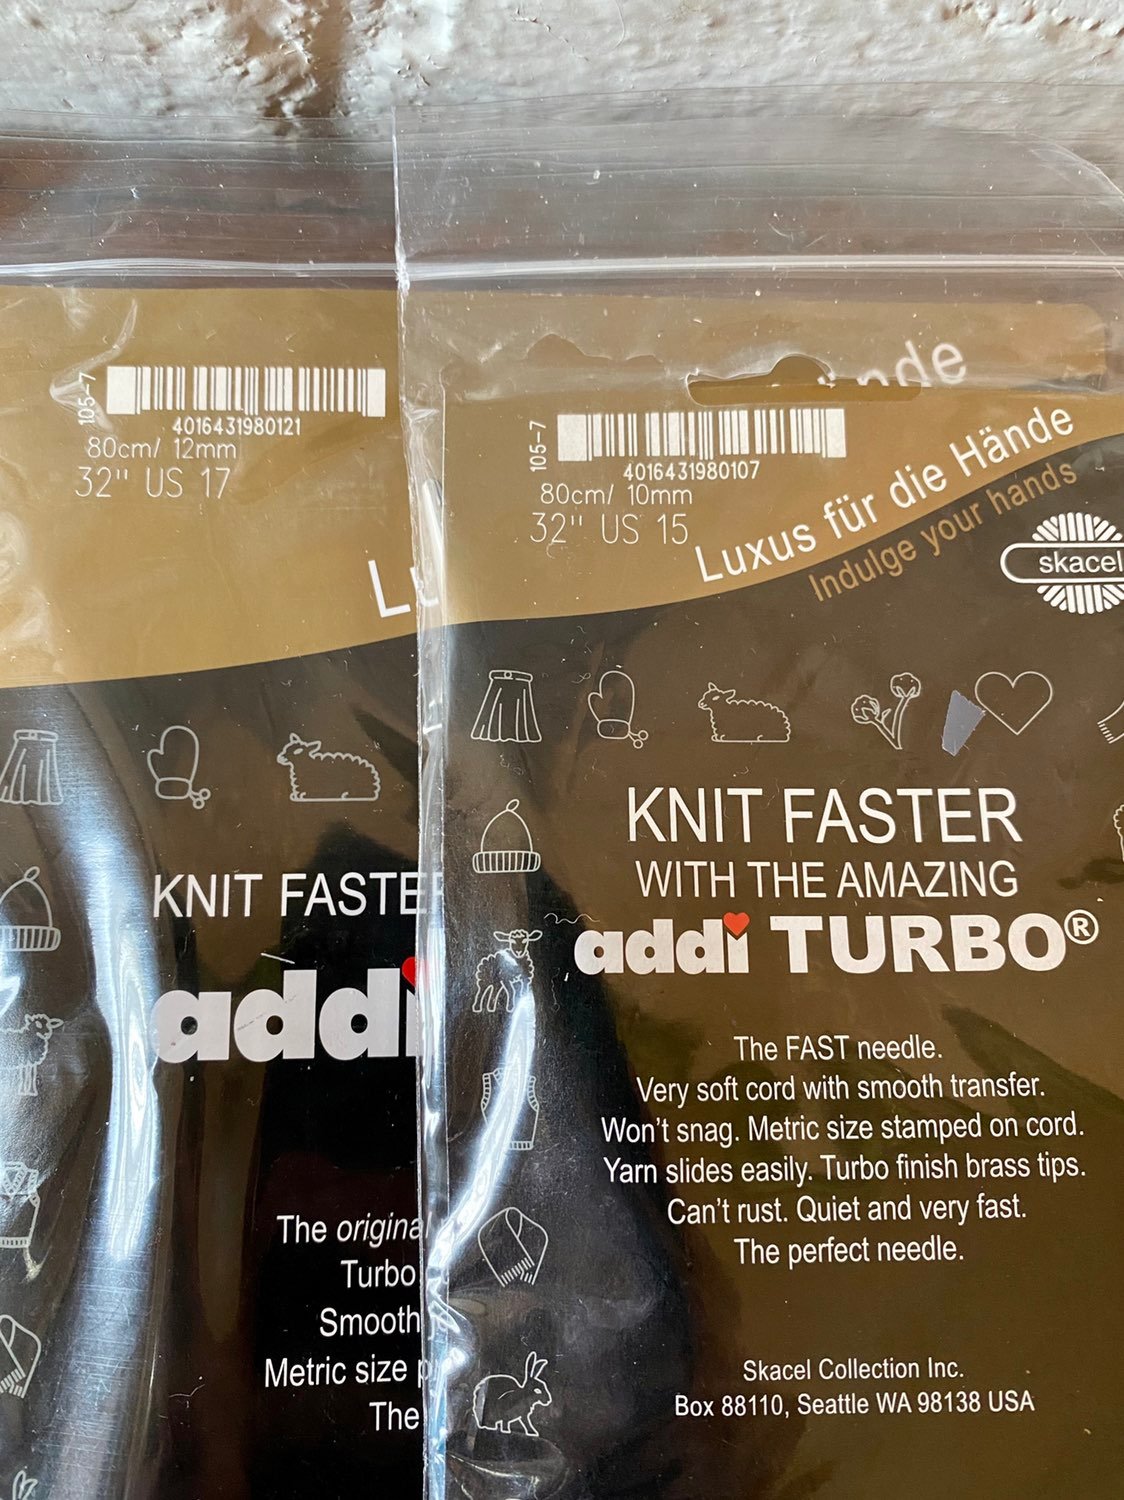 105-7
4016431980121
80cm/ 12mm
32" US 17
KNIT FASTER
addi
The original
Turbo
Smooth
Metric size
The
105-7
4016431980107
80cm/ 10mm
32" US 15
Luxus für die Hände
Indulge your hands
skacel
KNIT FASTER
WITH THE AMAZING
addi TURBO®
The FAST needle.
Very soft cord with smooth transfer.
Won't snag. Metric size stamped on cord.
Yarn slides easily. Turbo finish brass tips.
Can't rust. Quiet and very fast.
The perfect needle.
Skacel Collection Inc.
Box 88110, Seattle WA 98138 USA